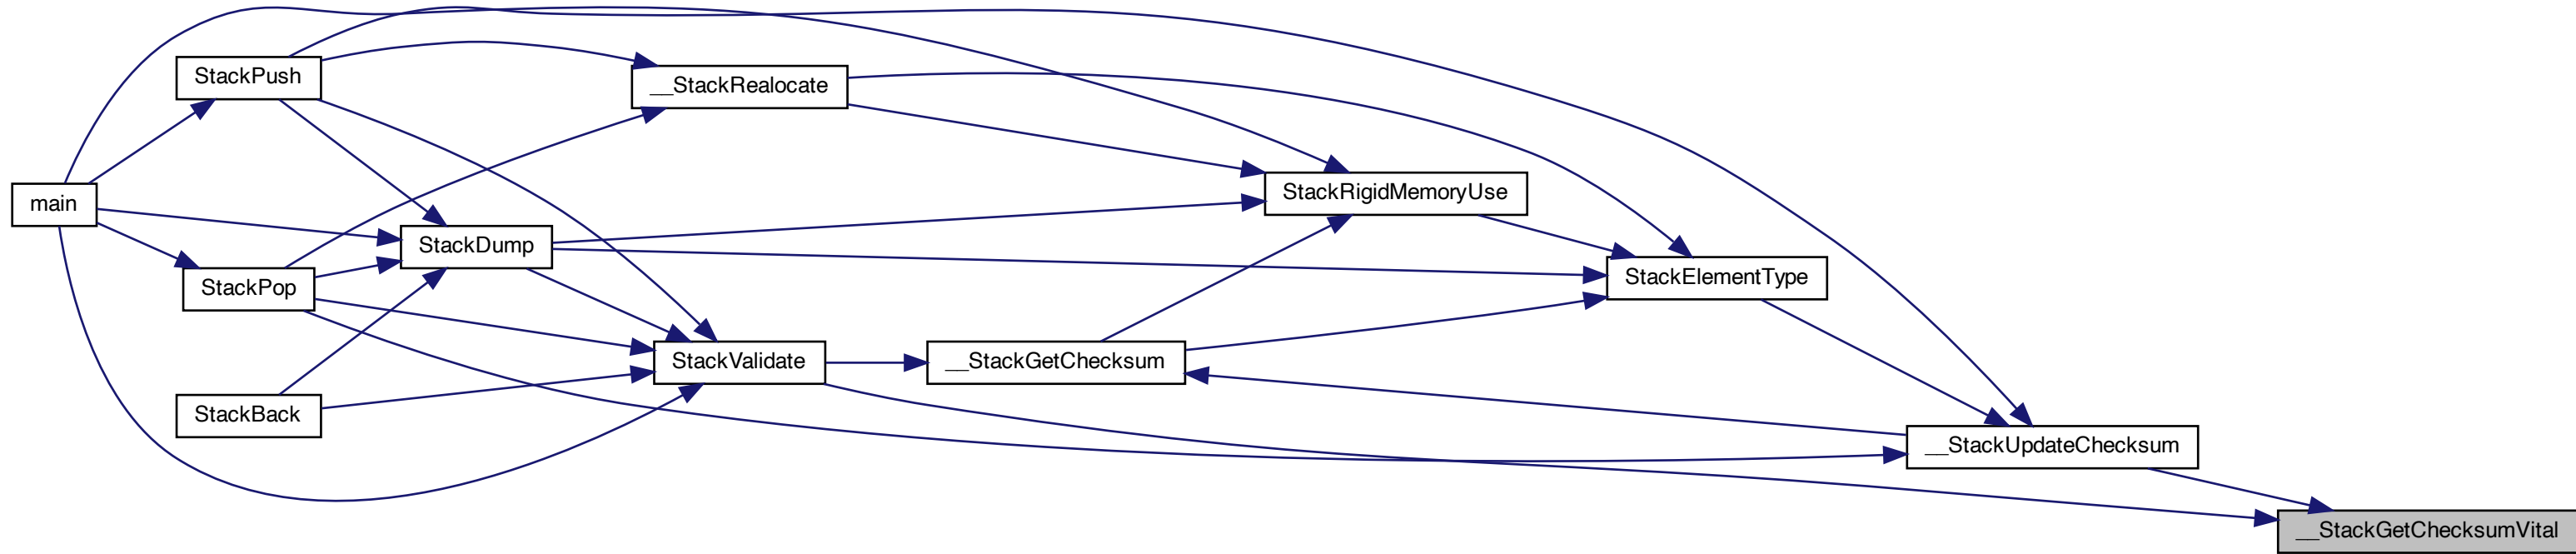 StackPush
__StackRealocate
main
StackRigidMemoryUse
StackDump
StackElementType
StackPop
StackValidate
__StackGetChecksum
StackBack
__StackUpdateChecksum
__StackGetChecksumVital